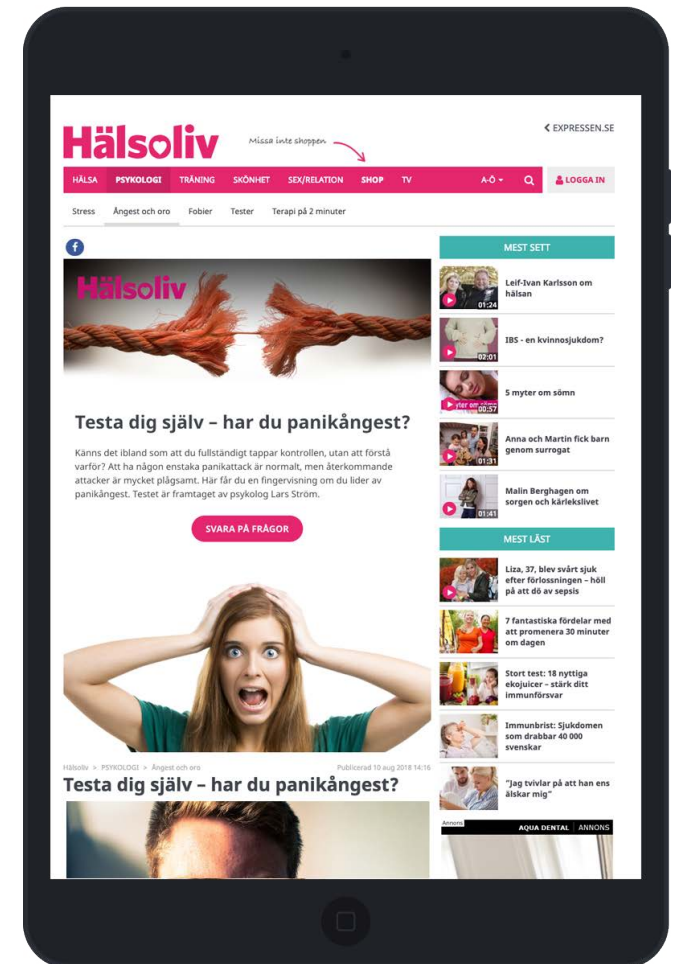 Hälsoliv
Missa inte shoppen
EXPRESSEN.SE
HÄLSA PSYKOLOGI TRÄNING SKÖNHET SEX/RELATION SHOP TV A-Ö LOGGA IN
Stress Ångest och oro Fobier Tester Terapi på 2 minuter
f
Hälsoliv
Testa dig själv – har du panikångest?
Känns det ibland som att du fullständigt tappar kontrollen, utan att förstå
varför? Att ha någon enstaka panikattack är normalt, men återkommande
attacker är mycket plågsamt. Här får du en fingervisning om du lider av
panikångest. Testet är framtaget av psykolog Lars Ström.
SVARA PÅ FRÅGOR
Hälsoliv > PSYKOLOGI > Ångest och oro Publicerad 10 aug 2018 14:16
Testa dig själv – har du panikångest?
MEST SETT
01:24
Leif-Ivan Karlsson om
hälsan
02:01
IBS - en kvinnosjukdom?
yter om sömn
00:57
5 myter om sömn
01:31
Anna och Martin fick barn
genom surrogat
01:41
Malin Berghagen om
sorgen och kärlekslivet
MEST LÄST
Liza, 37, blev svårt sjuk
efter förlossningen – höll
på att dö av sepsis
7 fantastiska fördelar med
att promenera 30 minuter
om dagen
Stort test: 18 nyttiga
ekojuicer – stärk ditt
immunförsvar
Immunbrist: Sjukdomen
som drabbar 40 000
svenskar
”Jag tvivlar på att han ens
älskar mig”
Annons
AQUA DENTAL ANNONS